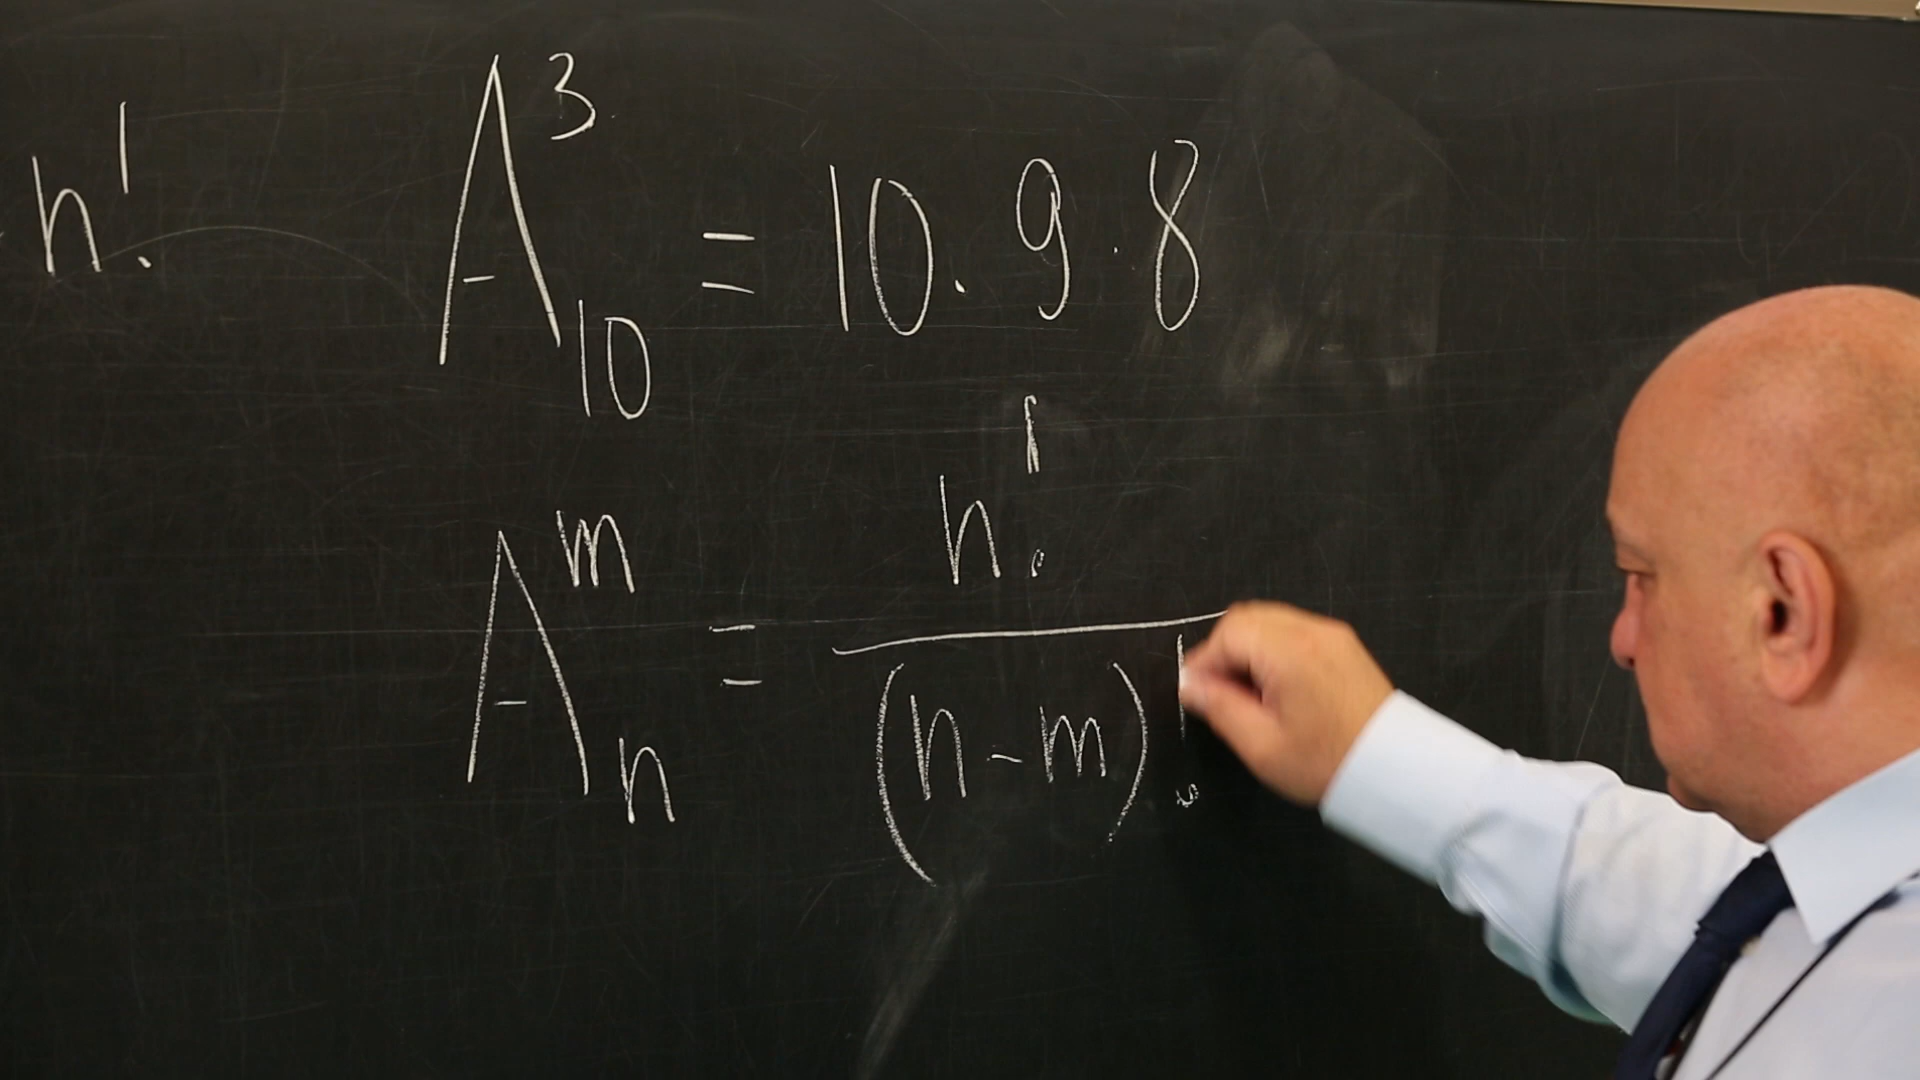 n!
A³₁₀ = 10 . 9 . 8
Aᵐₙ = n! / (n - m)!